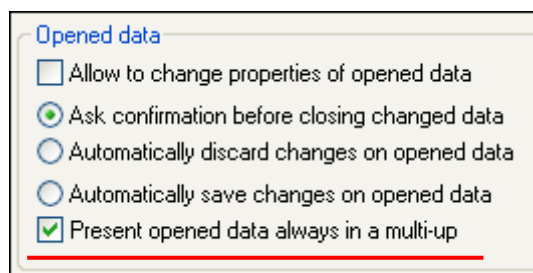 Opened data
Allow to change properties of opened data
Ask confirmation before closing changed data
Automatically discard changes on opened data
Automatically save changes on opened data
Present opened data always in a multi-up